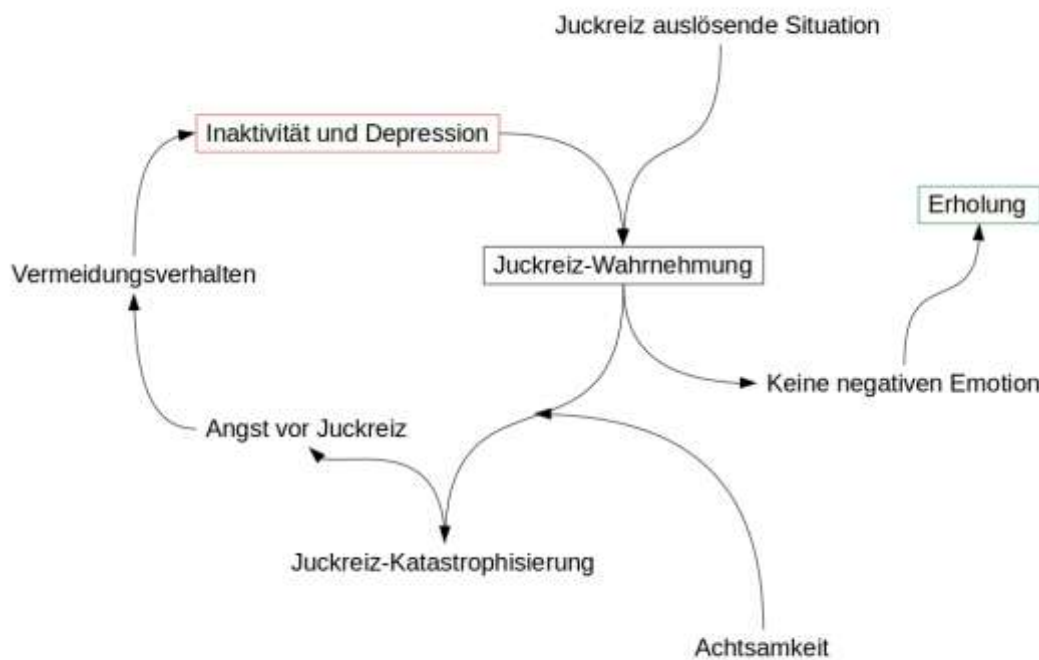 Juckreiz auslösende Situation
Inaktivität und Depression
Erholung
Juckreiz-Wahrnehmung
Vermeidungsverhalten
Keine negativen Emotion
Angst vor Juckreiz
Juckreiz-Katastrophisierung
Achtsamkeit